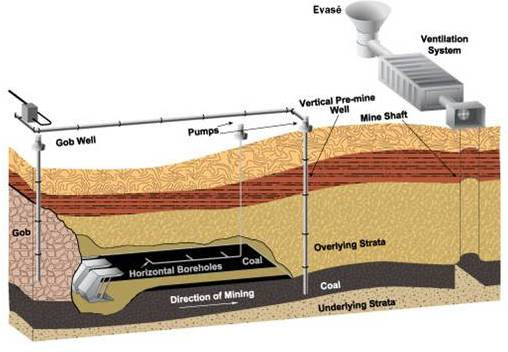 Evasé
Ventilation
System
Vertical Pre-mine
Well
Mine Shaft
Pumps
Gob Well
Gob
Overlying Strata
Coal
Horizontal Boreholes
Coal
Direction of Mining
Underlying Strata